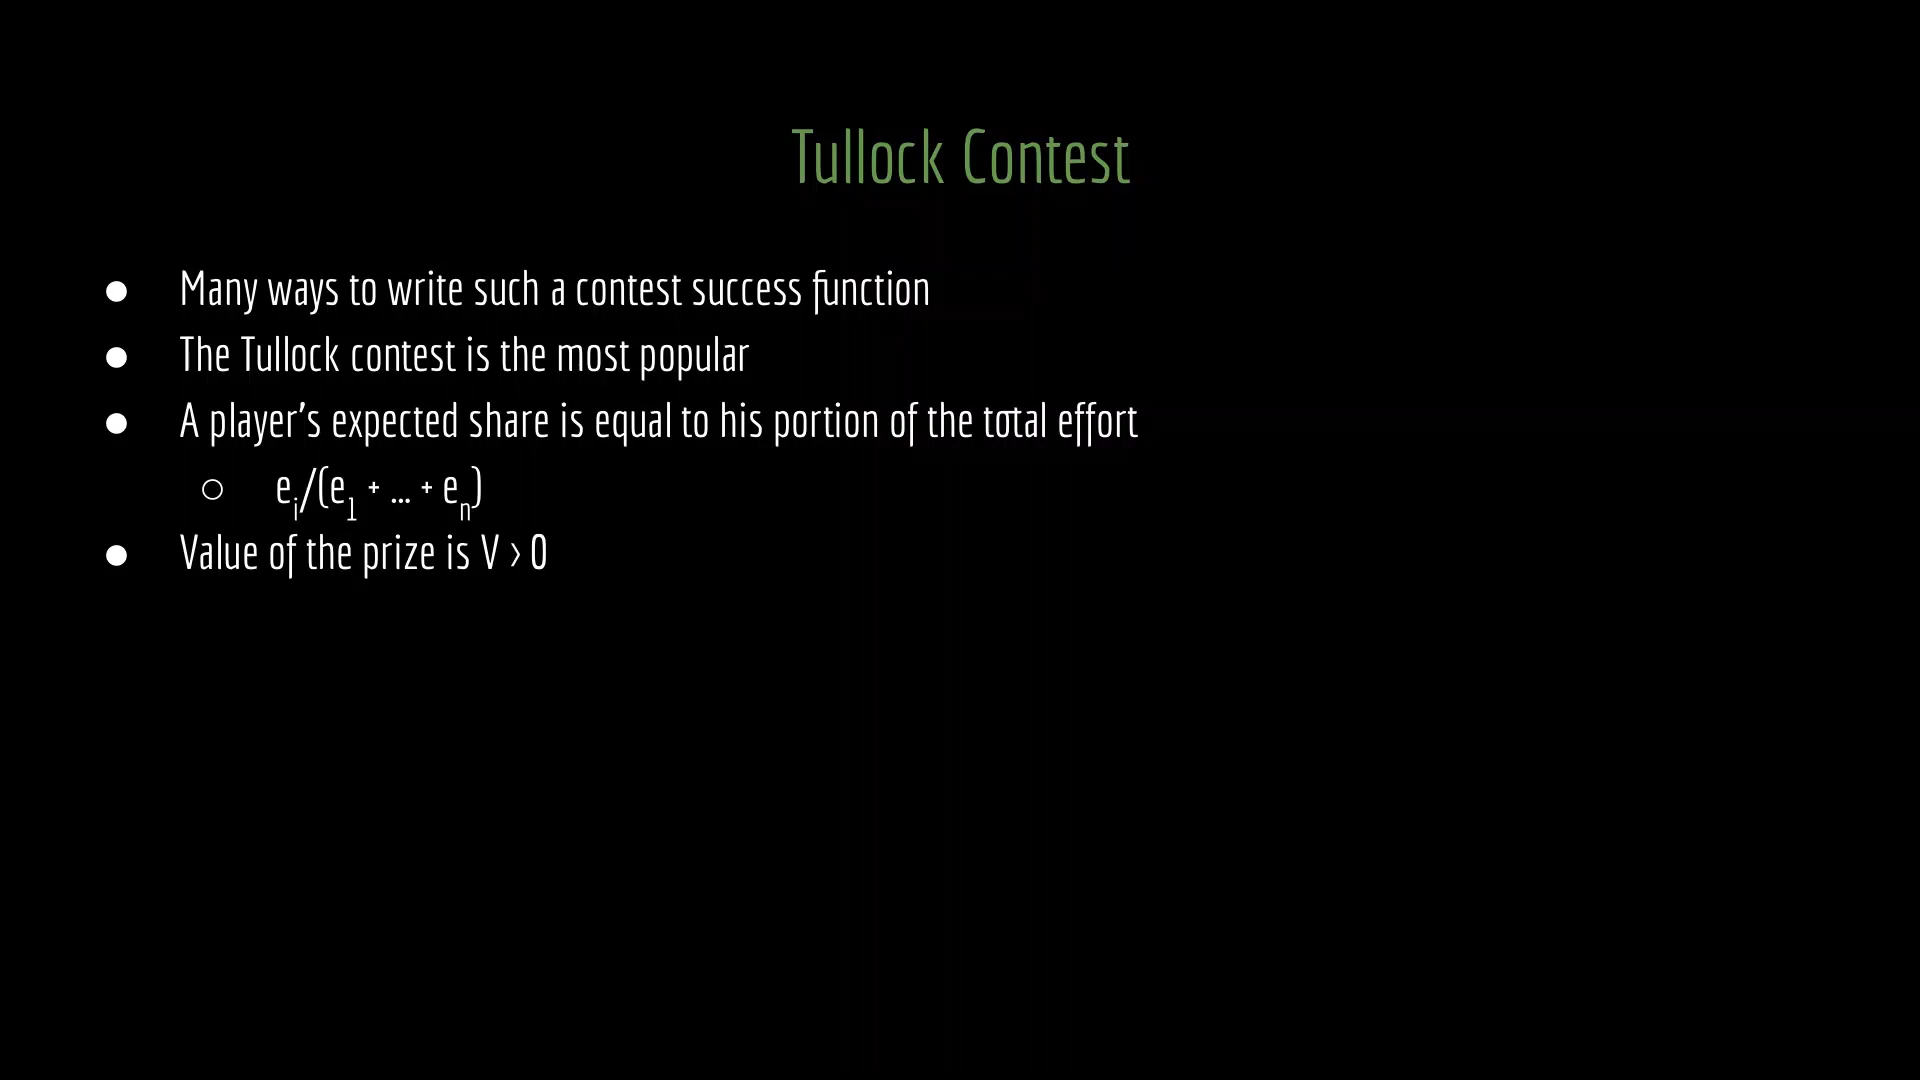 Tullock Contest
● Many ways to write such a contest success function
● The Tullock contest is the most popular
● A player's expected share is equal to his portion of the total effort
○ eᵢ/(e₁ + … + eₙ)
● Value of the prize is V > 0